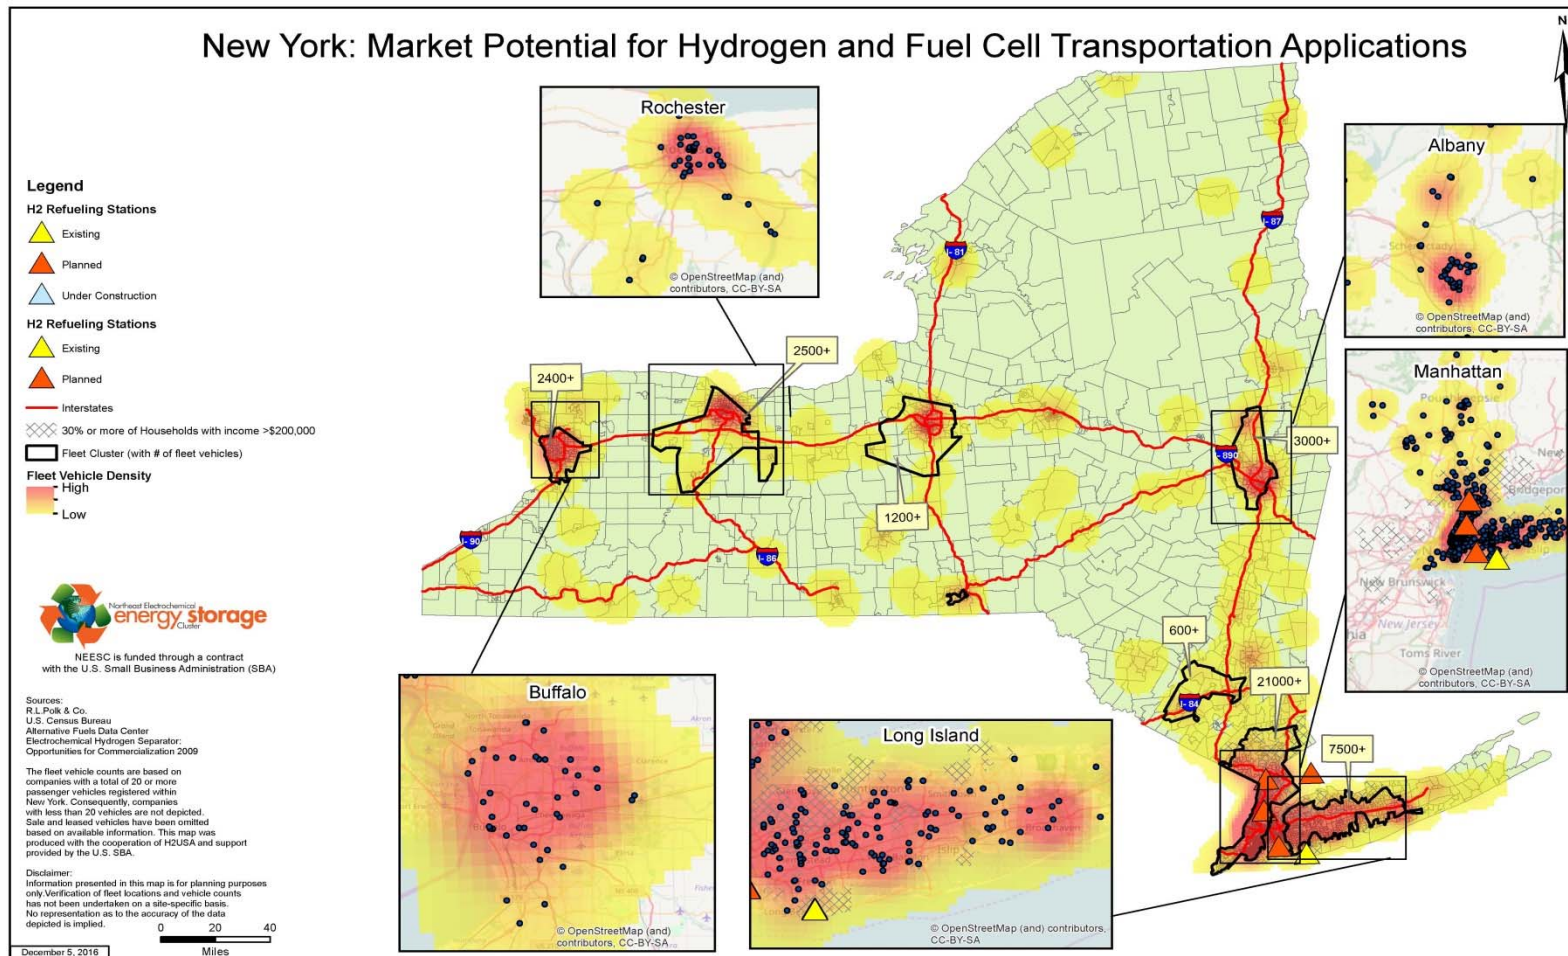 New York: Market Potential for Hydrogen and Fuel Cell Transportation Applications
N
Legend
H2 Refueling Stations
Existing
Planned
Under Construction
H2 Refueling Stations
Existing
Planned
Interstates
30% or more of Households with income >$200,000
Fleet Cluster (with # of fleet vehicles)
Fleet Vehicle Density
High
Low
Northeast Electrochemical
energy storage
Cluster
NEESC is funded through a contract
with the U.S. Small Business Administration (SBA)
Sources:
R.L.Polk & Co.
U.S. Census Bureau
Alternative Fuels Data Center
Electrochemical Hydrogen Separator:
Opportunities for Commercialization 2009
The fleet vehicle counts are based on
companies with a total of 20 or more
passenger vehicles registered within
New York. Consequently, companies
with less than 20 vehicles are not depicted.
Sale and leased vehicles have been omitted
based on available information. This map was
produced with the cooperation of H2USA and support
provided by the U.S. SBA.
Disclaimer:
Information presented in this map is for planning purposes
only.Verification of fleet locations and vehicle counts
has not been undertaken on a site-specific basis.
No representation as to the accuracy of the data
depicted is implied.
0 20 40
Miles
December 5, 2016
Rochester
© OpenStreetMap (and)
contributors, CC-BY-SA
Albany
Schenectady
© OpenStreetMap (and)
contributors, CC-BY-SA
Manhattan
Poughkeepsie
New
Bridgeport
Islip
New Brunswick
New Jersey
Toms River
© OpenStreetMap (and)
contributors, CC-BY-SA
I- 87
I- 81
2500+
2400+
3000+
I- 890
1200+
I- 90
I- 86
600+
21000+
I- 84
7500+
Buffalo
Akron
Clarence
© OpenStreetMap (and)
contributors, CC-BY-SA
Long Island
Brookhaven
Islip
© OpenStreetMap (and) contributors,
CC-BY-SA